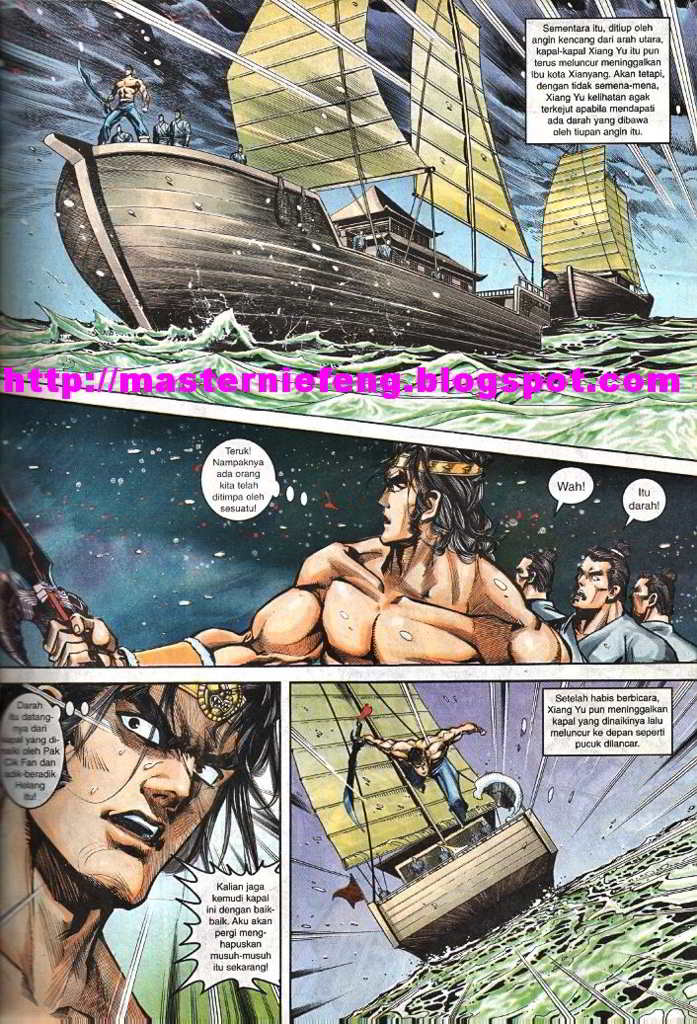 Sementara itu, ditiup oleh
angin kencang dari arah utara,
kapal-kapal Xiang Yu itu pun
terus meluncur meninggalkan
Ibu kota Xianyang. Akan tetapi,
dengan tidak semena-mena,
Xiang Yu kelihatan agak
terkejut apabila mendapati
ada darah yang dibawa
oleh tiupan angin itu.
http://masterniefeng.blogspot.com
Teruk!
Nampaknya
ada orang
kita telah
ditimpa oleh
sesuatu!
Wah!
Itu
darah!
Darah
itu datang-
nya dari
kapal yang di-
naiki oleh Pak
Cik Fan dan
adik-beradik
Helang
itu!
Kalian jaga
kemudi kapal
ini dengan baik-
baik. Aku akan
pergi meng-
hapuskan
musuh-musuh
itu sekarang!
Setelah habis berbicara,
Xiang Yu pun meninggalkan
kapal yang dinaikinya lalu
meluncur ke depan seperti
pucuk dilancar.